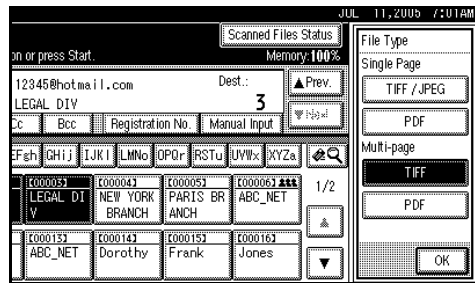 JUL 11,2005 7:01AM
Scanned Files Status
on or press Start.
Memory:100%
12345@hotmail.com
Dest.:
3
LEGAL DIV
▲Prev.
▼Next
Cc
Bcc
Registration No.
Manual Input
EFgh
GHij
IJKl
LMNo
OPQr
RSTu
UVWx
XYZa
[00003]
LEGAL DI
V
[00004]
NEW YORK
BRANCH
[00005]
PARIS BR
ANCH
[00006]
ABC_NET
1/2
[00013]
ABC_NET
[00014]
Dorothy
[00015]
Frank
[00016]
Jones
File Type
Single Page
TIFF/JPEG
PDF
Multi-page
TIFF
PDF
OK